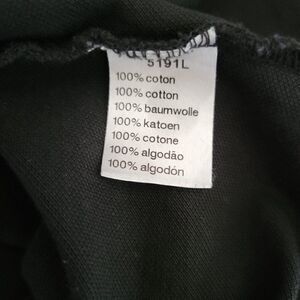 5191L
100% coton
100% cotton
100% baumwolle
100% katoen
100% cotone
100% algodão
100% algodón